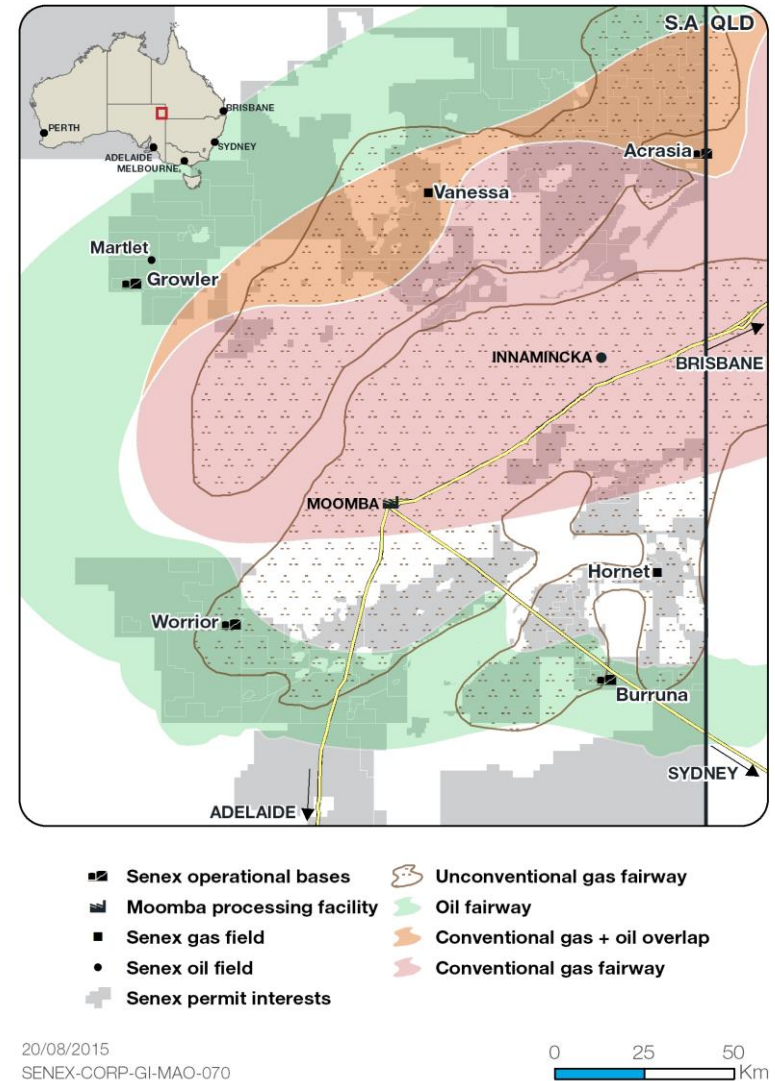 S.A QLD
PERTH
BRISBANE
ADELAIDE
SYDNEY
MELBOURNE
Acrasia
Vanessa
Martlet
Growler
INNAMINCKA
BRISBANE
MOOMBA
Hornet
Worrior
Burruna
SYDNEY
ADELAIDE
Senex operational bases
Moomba processing facility
Senex gas field
Senex oil field
Senex permit interests
Unconventional gas fairway
Oil fairway
Conventional gas + oil overlap
Conventional gas fairway
20/08/2015
SENEX-CORP-GI-MAO-070
0 25 50
Km